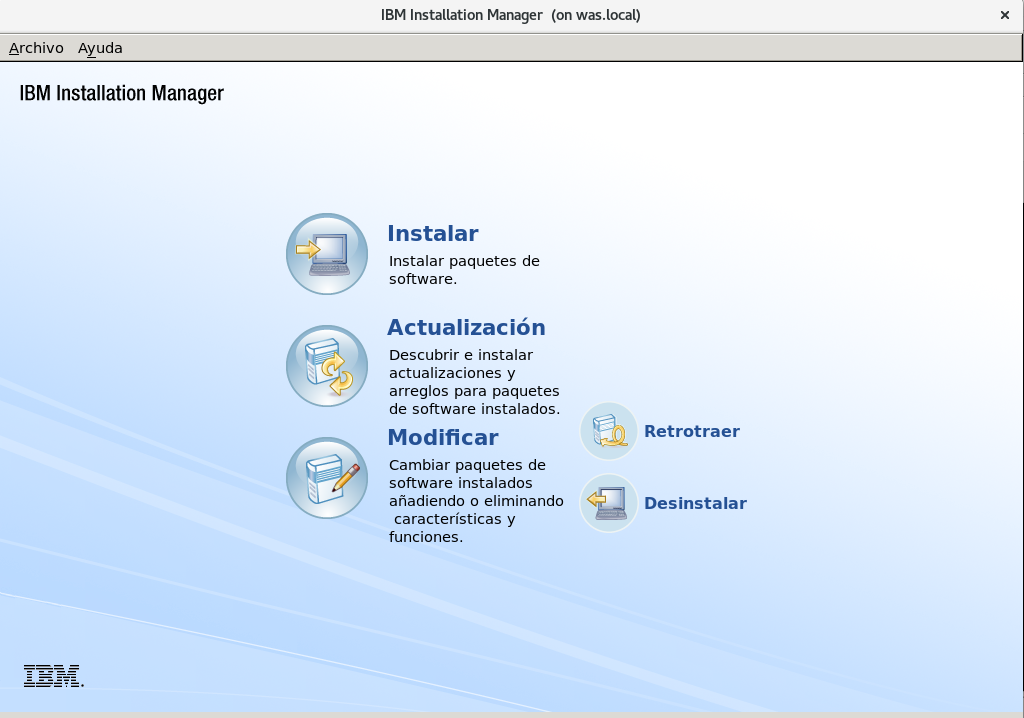 IBM Installation Manager (on was.local)
Archivo Ayuda
IBM Installation Manager
Instalar
Instalar paquetes de
software.
Actualización
Descubrir e instalar
actualizaciones y
arreglos para paquetes
de software instalados.
Modificar
Cambiar paquetes de
software instalados
añadiendo o eliminando
características y
funciones.
Retrotraer
Desinstalar
IBM.